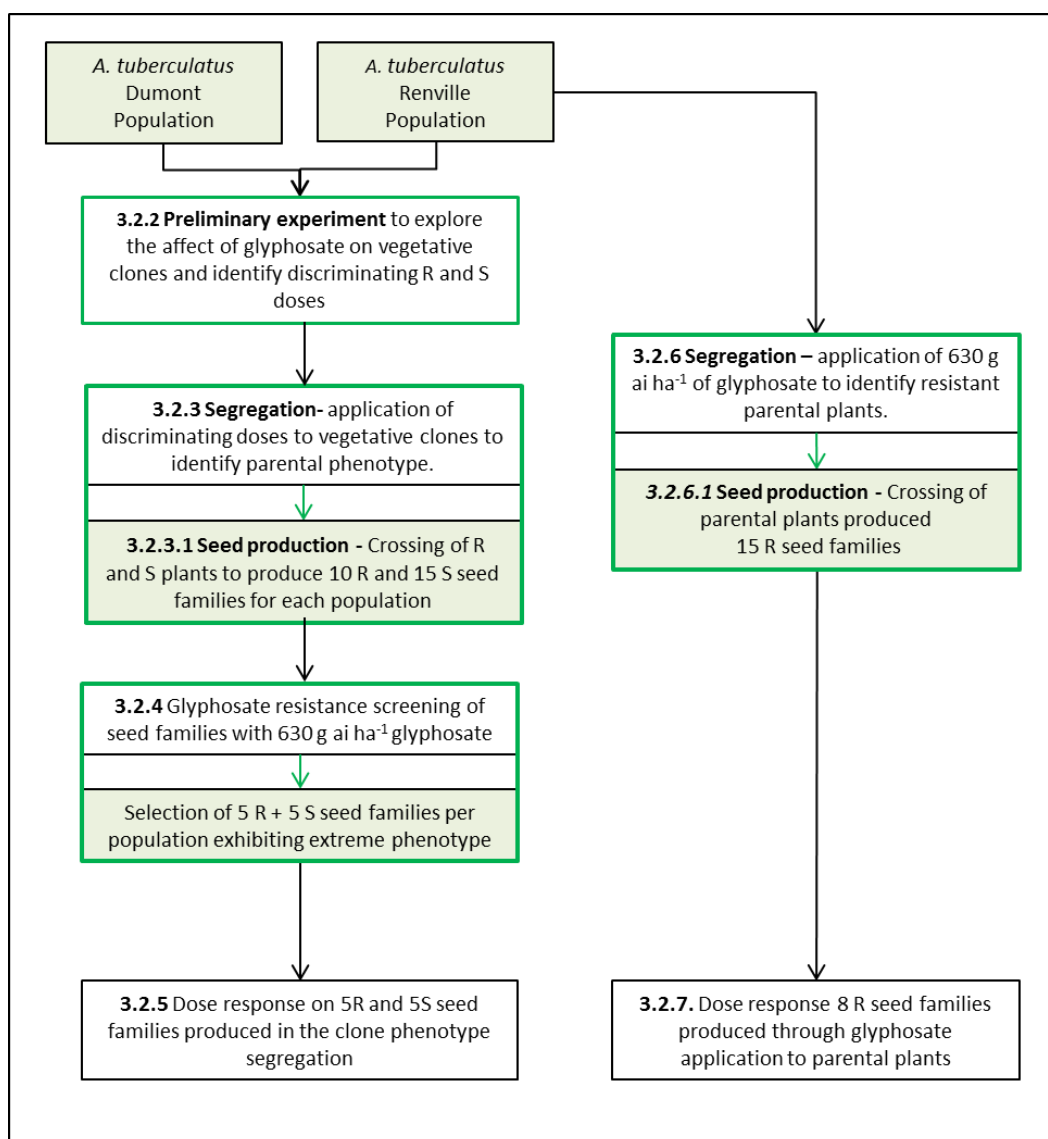 A. tuberculatus
Dumont
Population
A. tuberculatus
Renville
Population
3.2.2 Preliminary experiment to explore
the affect of glyphosate on vegetative
clones and identify discriminating R and S
doses
3.2.3 Segregation- application of
discriminating doses to vegetative clones to
identify parental phenotype.
3.2.3.1 Seed production - Crossing of R
and S plants to produce 10 R and 15 S seed
families for each population
3.2.4 Glyphosate resistance screening of
seed families with 630 g ai ha-1 glyphosate
Selection of 5 R + 5 S seed families per
population exhibiting extreme phenotype
3.2.5 Dose response on 5R and 5S seed
families produced in the clone phenotype
segregation
3.2.6 Segregation – application of 630 g
ai ha-1 of glyphosate to identify resistant
parental plants.
3.2.6.1 Seed production - Crossing of
parental plants produced
15 R seed families
3.2.7. Dose response 8 R seed families
produced through glyphosate
application to parental plants